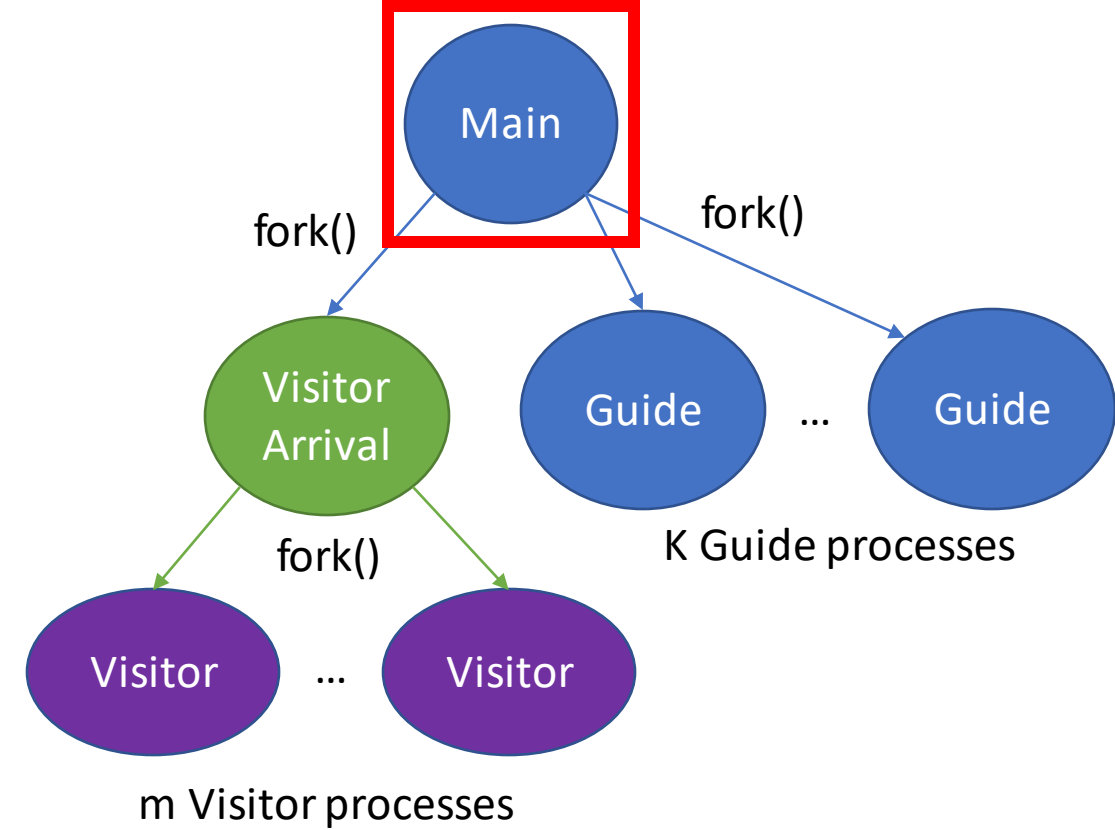 Main
fork()
fork()
Visitor
Arrival
Guide
...
Guide
fork()
K Guide processes
Visitor
...
Visitor
m Visitor processes